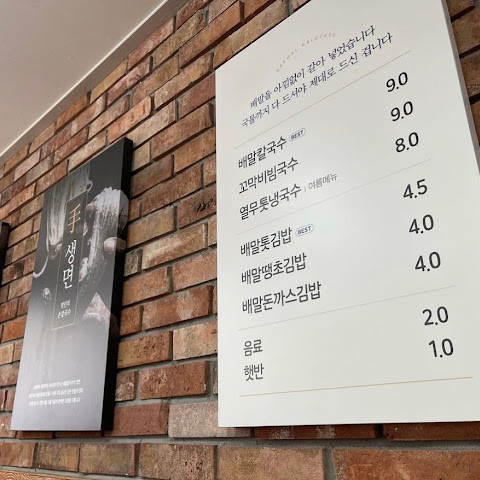 배말을 아낌없이 갈아 넣었습니다
국물까지 다 드셔야 제대로 드신 겁니다
배말칼국수 BEST 9.0
꼬막비빔국수 9.0
열무톳냉국수 | 여름메뉴 8.0
배말톳김밥 BEST 4.5
배말땡초김밥 4.0
배말돈까스김밥 4.0
음료 2.0
햇반 1.0
手
생면